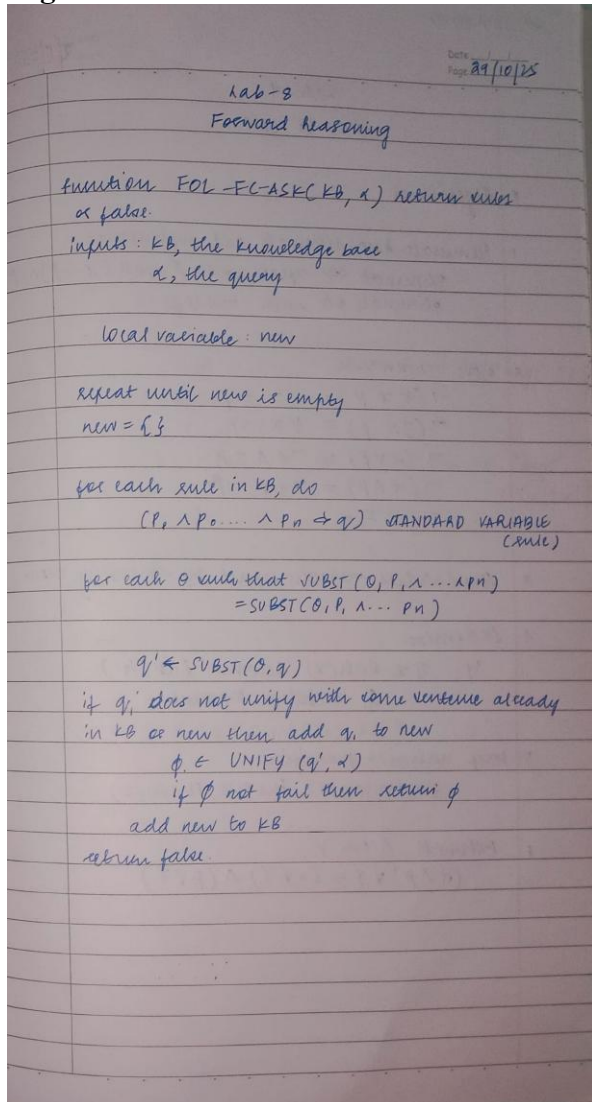 Date
Page 29/10/25
Lab-8
Forward Reasoning
function FOL-FC-ASK(KB, α) return rules
or false.
inputs : KB, the knowledge base
α, the query
local variable : new
repeat until new is empty
new = { }
for each rule in KB, do
(P₁ ∧ P₀.... ∧ Pn ⇒ q) STANDARD VARIABLE
(rule)
for each θ such that SUBST (θ, P₁ ∧ ... ∧ Pn)
= SUBST (θ, P₁ ∧ ... Pn)
q' ← SUBST (θ, q)
if q' does not unify with some sentence already
in KB or new then add q, to new
φ ← UNIFY (q', α)
if φ not fail then return φ
add new to KB
return false.